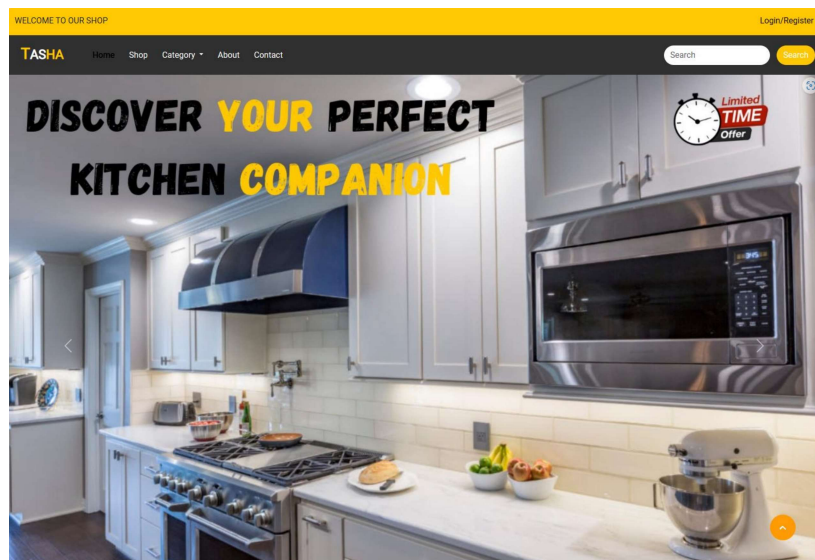 WELCOME TO OUR SHOP
Login/Register
TASHA
Home Shop Category About Contact
Search
Search
DISCOVER YOUR PERFECT
KITCHEN COMPANION
Limited
TIME
Offer